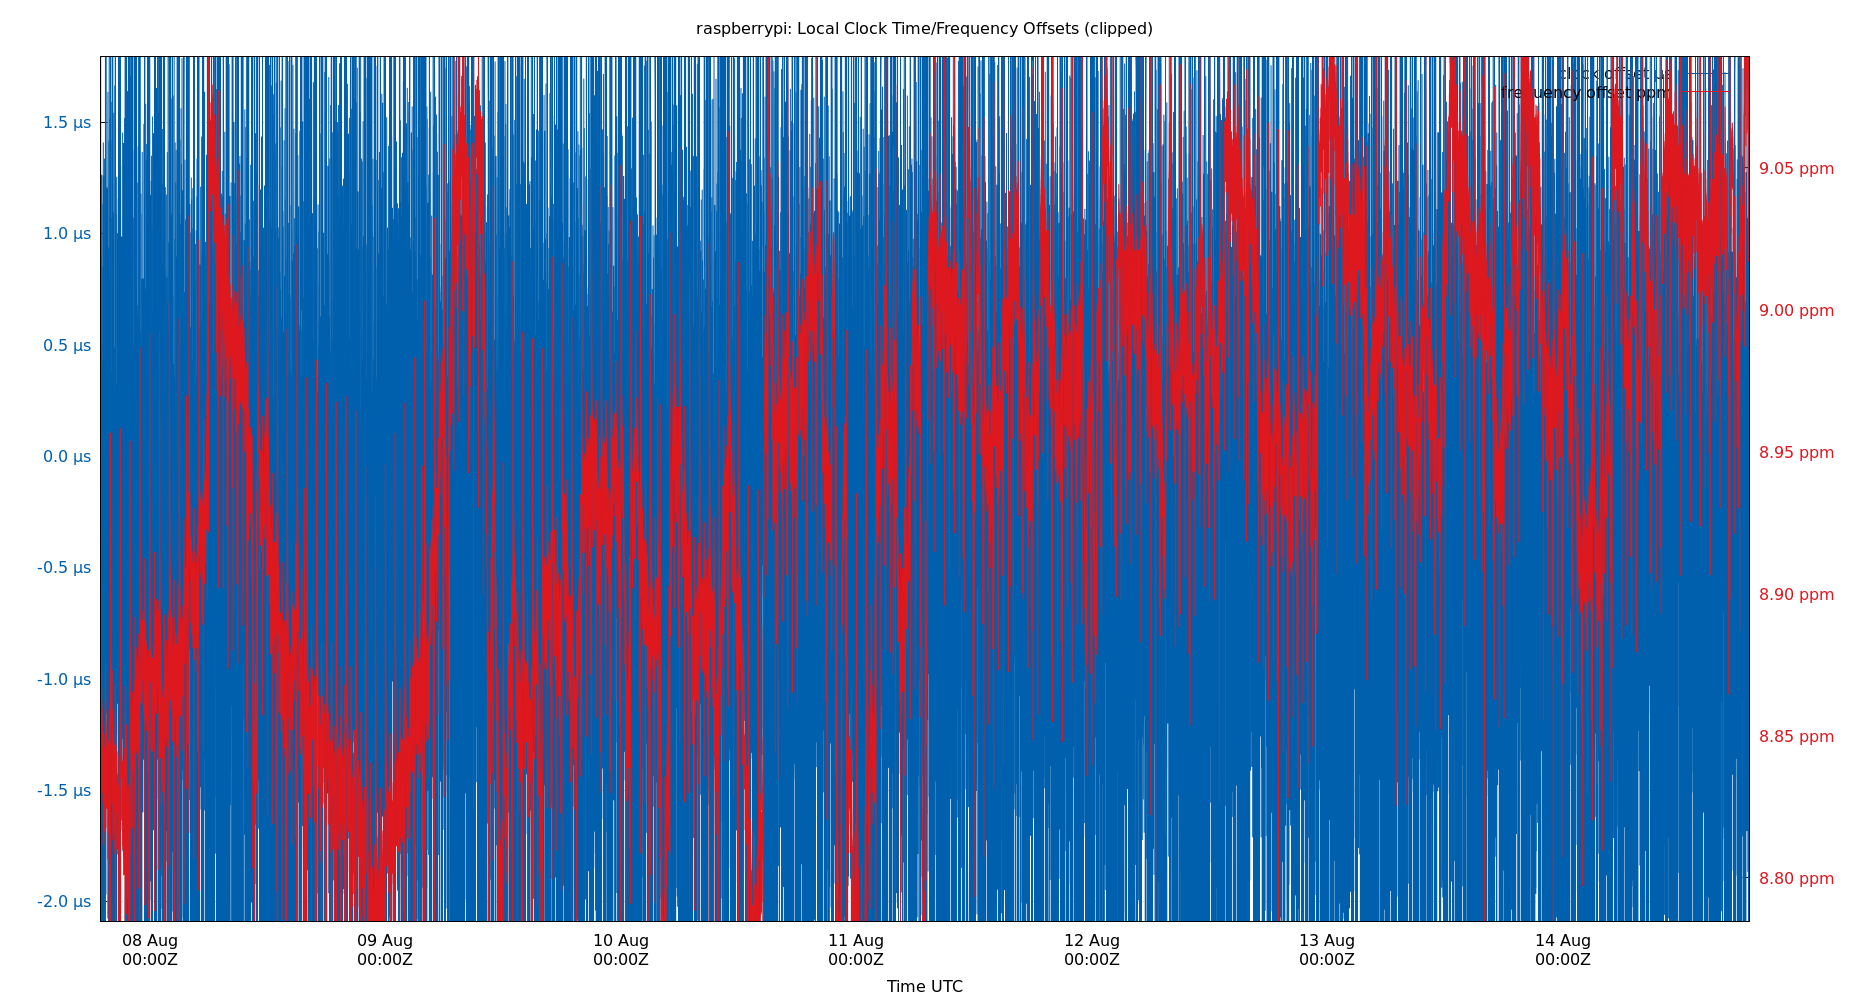 raspberrypi: Local Clock Time/Frequency Offsets (clipped)
clock offset µs
frequency offset ppm
1.5 µs
1.0 µs
0.5 µs
0.0 µs
-0.5 µs
-1.0 µs
-1.5 µs
-2.0 µs
9.05 ppm
9.00 ppm
8.95 ppm
8.90 ppm
8.85 ppm
8.80 ppm
08 Aug
00:00Z
09 Aug
00:00Z
10 Aug
00:00Z
11 Aug
00:00Z
12 Aug
00:00Z
13 Aug
00:00Z
14 Aug
00:00Z
Time UTC